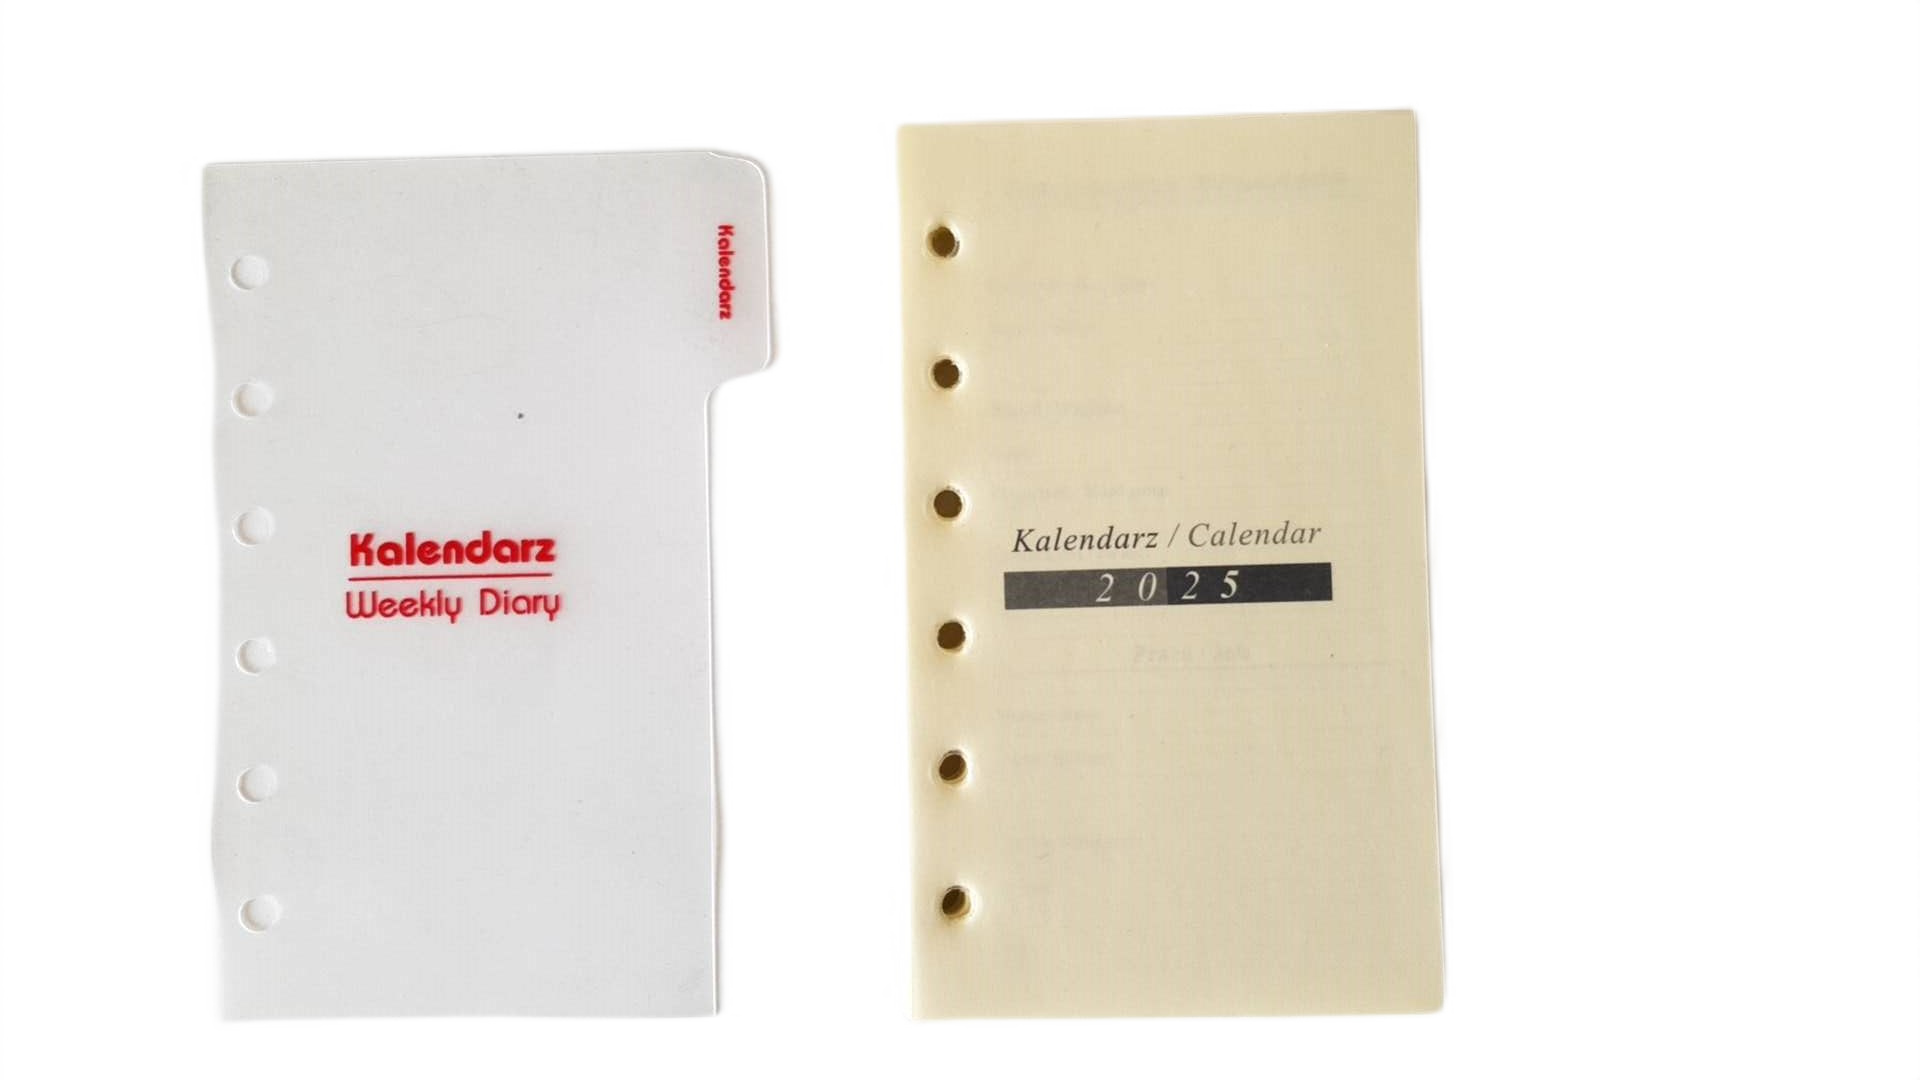 Kalendarz
Kalendarz
Weekly Diary
Kalendarz / Calendar
2025